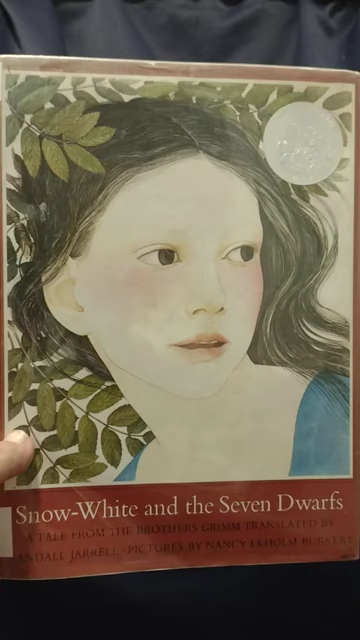 Snow-White and the Seven Dwarfs
A TALE FROM THE BROTHERS GRIMM TRANSLATED BY
RANDALL JARRELL · PICTURES BY NANCY EKHOLM BURKERT